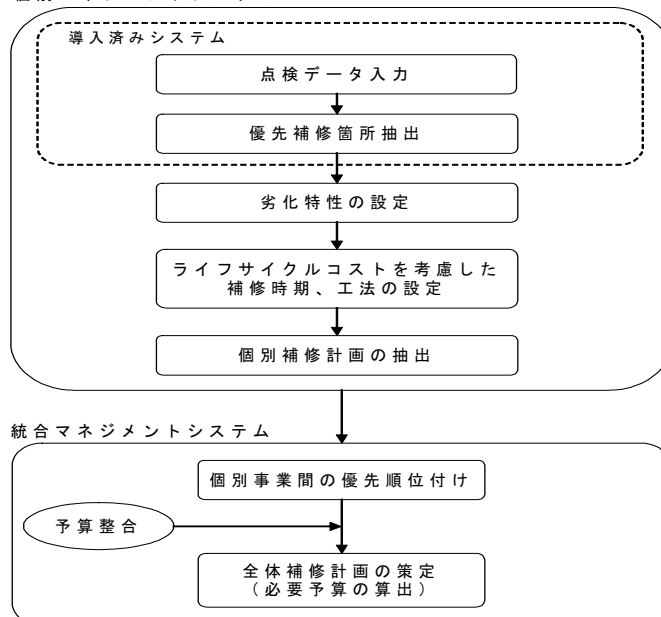 導入済みシステム
点検データ入力
優先補修箇所抽出
劣化特性の設定
ライフサイクルコストを考慮した
補修時期、工法の設定
個別補修計画の抽出
統合マネジメントシステム
個別事業間の優先順位付け
予算整合
全体補修計画の策定
(必要予算の算出)